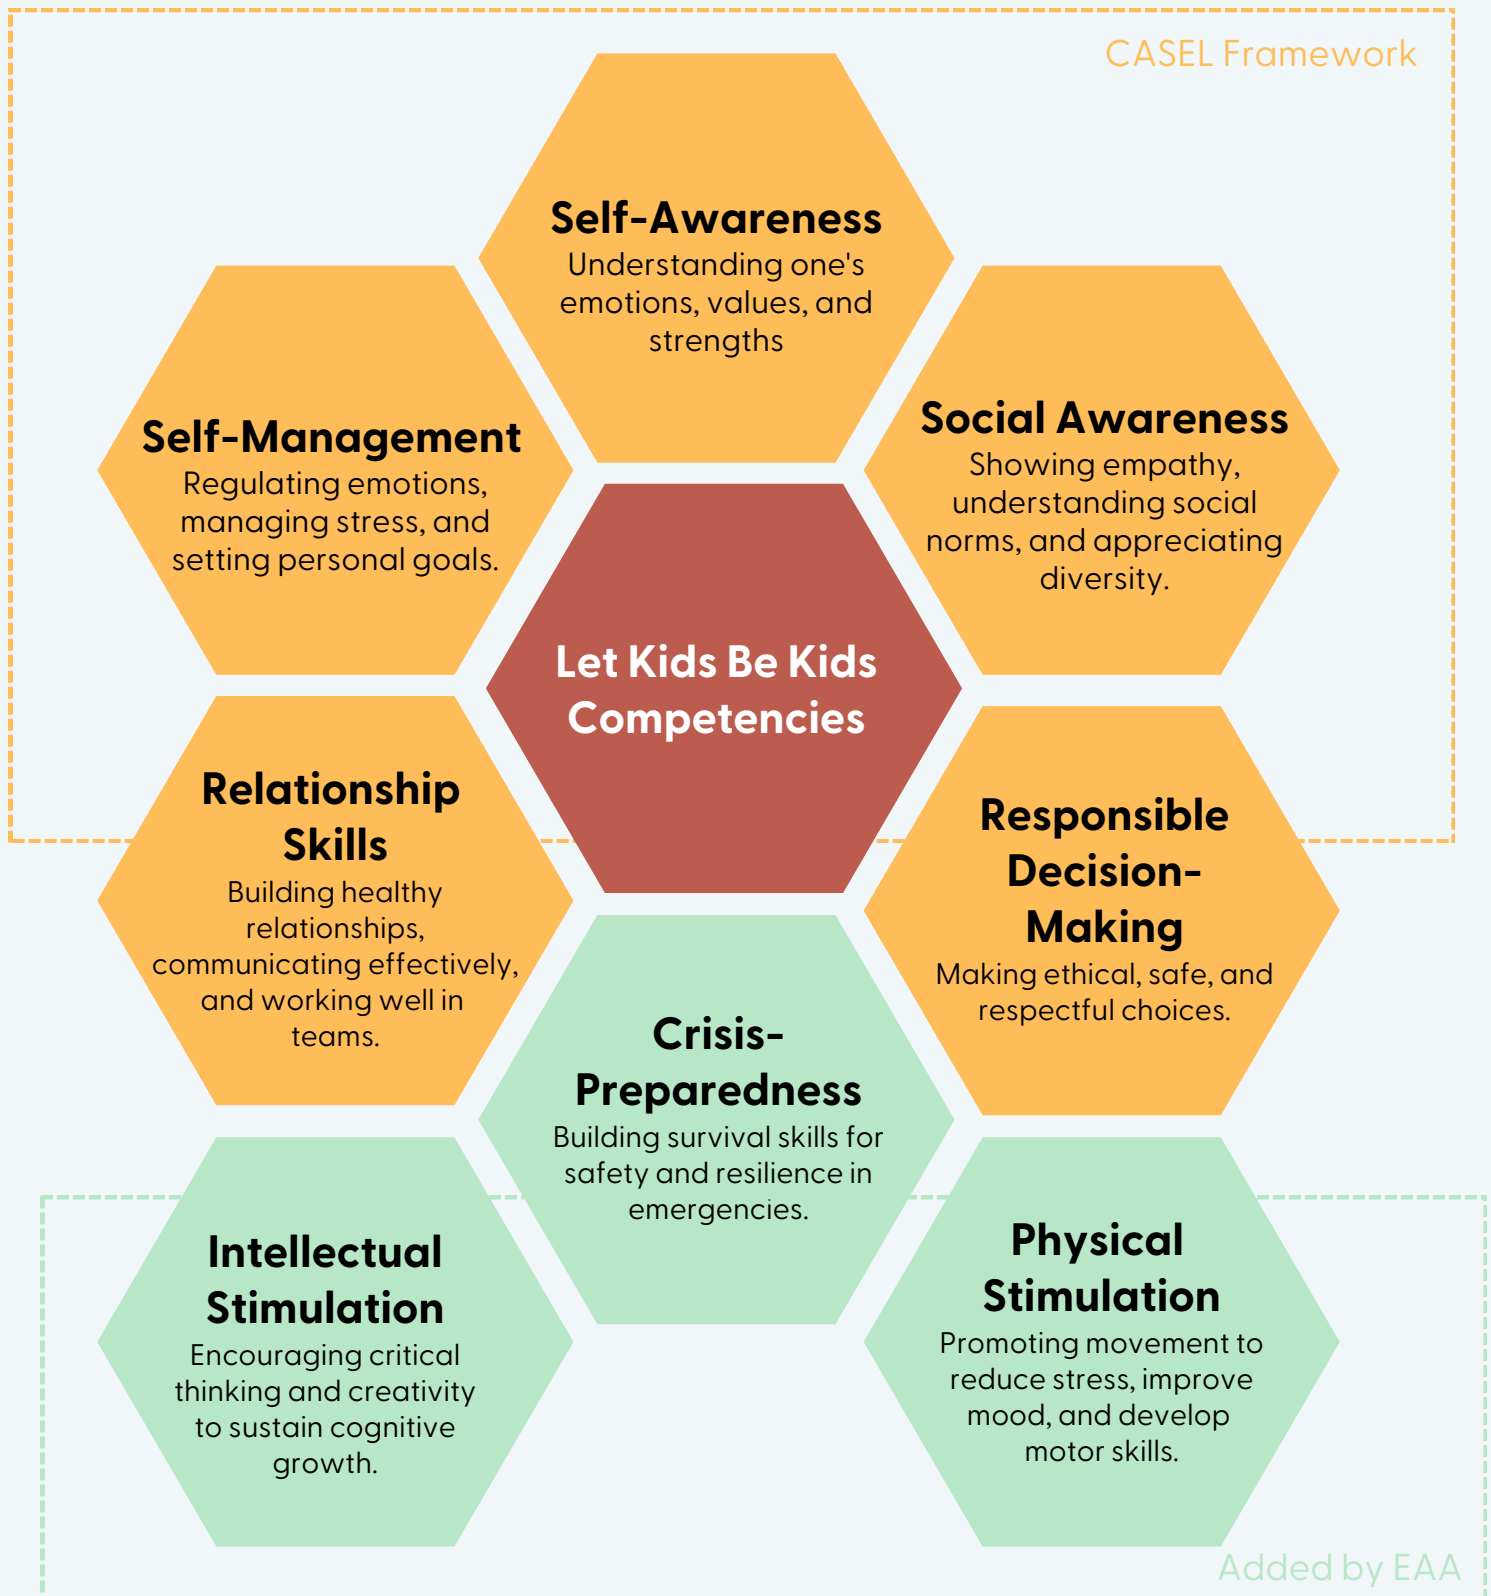 CASEL Framework
Self-Awareness
Understanding one's
emotions, values, and
strengths
Self-Management
Regulating emotions,
managing stress, and
setting personal goals.
Social Awareness
Showing empathy,
understanding social
norms, and appreciating
diversity.
Let Kids Be Kids
Competencies
Relationship
Skills
Building healthy
relationships,
communicating effectively,
and working well in
teams.
Responsible
Decision-
Making
Making ethical, safe, and
respectful choices.
Crisis-
Preparedness
Building survival skills for
safety and resilience in
emergencies.
Intellectual
Stimulation
Encouraging critical
thinking and creativity
to sustain cognitive
growth.
Physical
Stimulation
Promoting movement to
reduce stress, improve
mood, and develop
motor skills.
Added by EAA